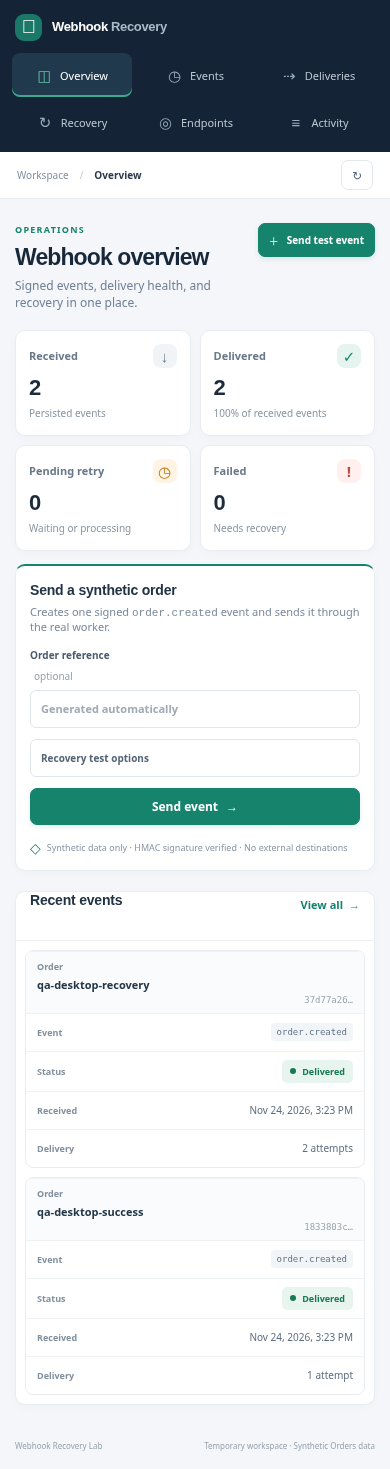 Webhook Recovery
Overview
Events
Deliveries
Recovery
Endpoints
Activity
Workspace / Overview
OPERATIONS
Webhook overview
+ Send test event
Signed events, delivery health, and
recovery in one place.
Received
2
Persisted events
Delivered
2
100% of received events
Pending retry
0
Waiting or processing
Failed
!
0
Needs recovery
Send a synthetic order
Creates one signed order.created event and sends it through
the real worker.
Order reference
optional
Generated automatically
Recovery test options
Send event →
Synthetic data only · HMAC signature verified · No external destinations
Recent events
View all →
Order
qa-desktop-recovery
37d77a26…
Event order.created
Status Delivered
Received Nov 24, 2026, 3:23 PM
Delivery 2 attempts
Order
qa-desktop-success
1833803c…
Event order.created
Status Delivered
Received Nov 24, 2026, 3:23 PM
Delivery 1 attempt
Webhook Recovery Lab
Temporary workspace · Synthetic Orders data